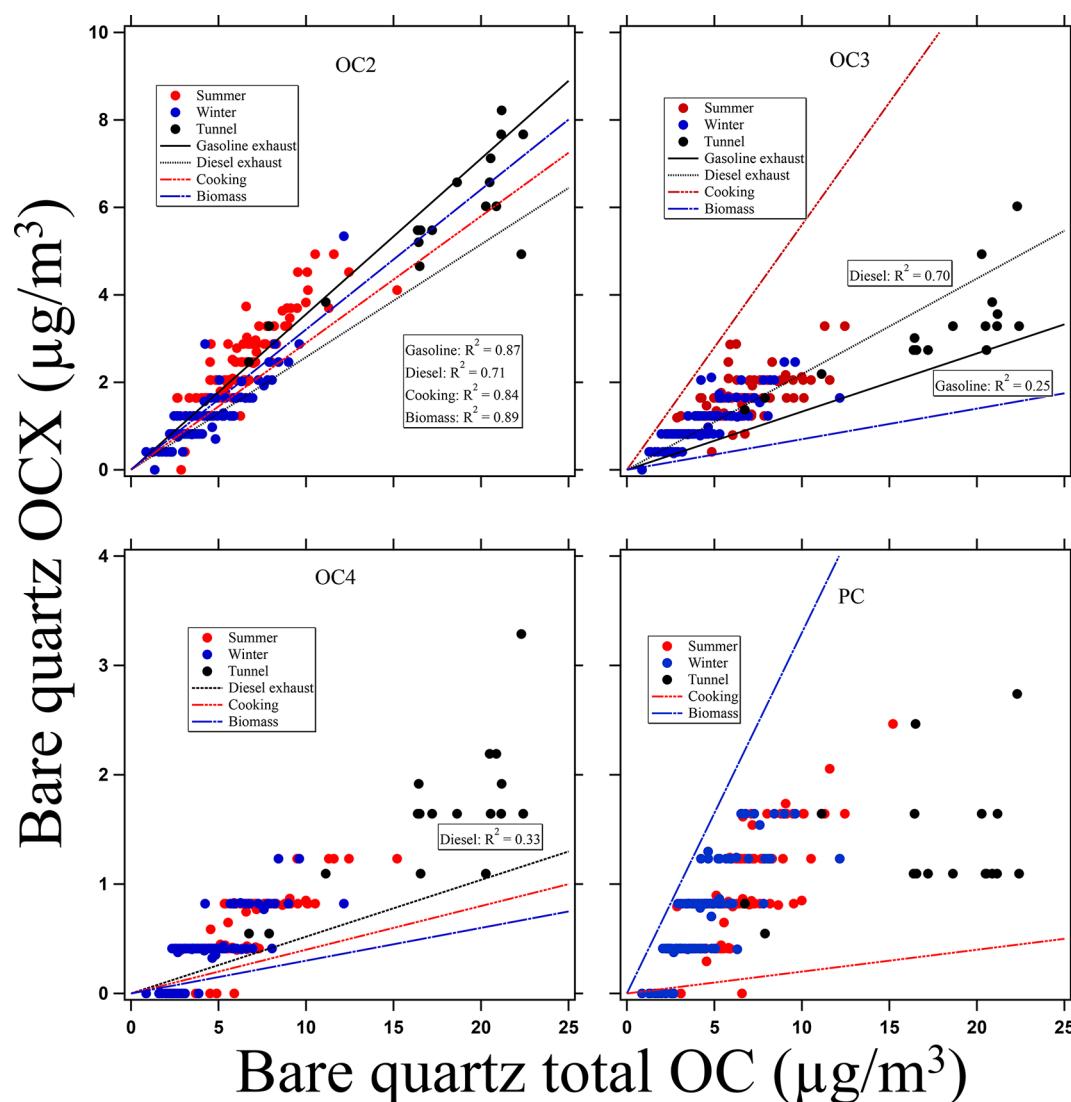 Bare quartz OCX (µg/m³)
10
8
6
4
2
0
OC2
Summer
Winter
Tunnel
Gasoline exhaust
Diesel exhaust
Cooking
Biomass
Gasoline: R² = 0.87
Diesel: R² = 0.71
Cooking: R² = 0.84
Biomass: R² = 0.89
OC3
Summer
Winter
Tunnel
Gasoline exhaust
Diesel exhaust
Cooking
Biomass
Diesel: R² = 0.70
Gasoline: R² = 0.25
4
3
2
1
0
OC4
Summer
Winter
Tunnel
Diesel exhaust
Cooking
Biomass
Diesel: R² = 0.33
0 5 10 15 20 25
PC
Summer
Winter
Tunnel
Cooking
Biomass
0 5 10 15 20 25
Bare quartz total OC (µg/m³)